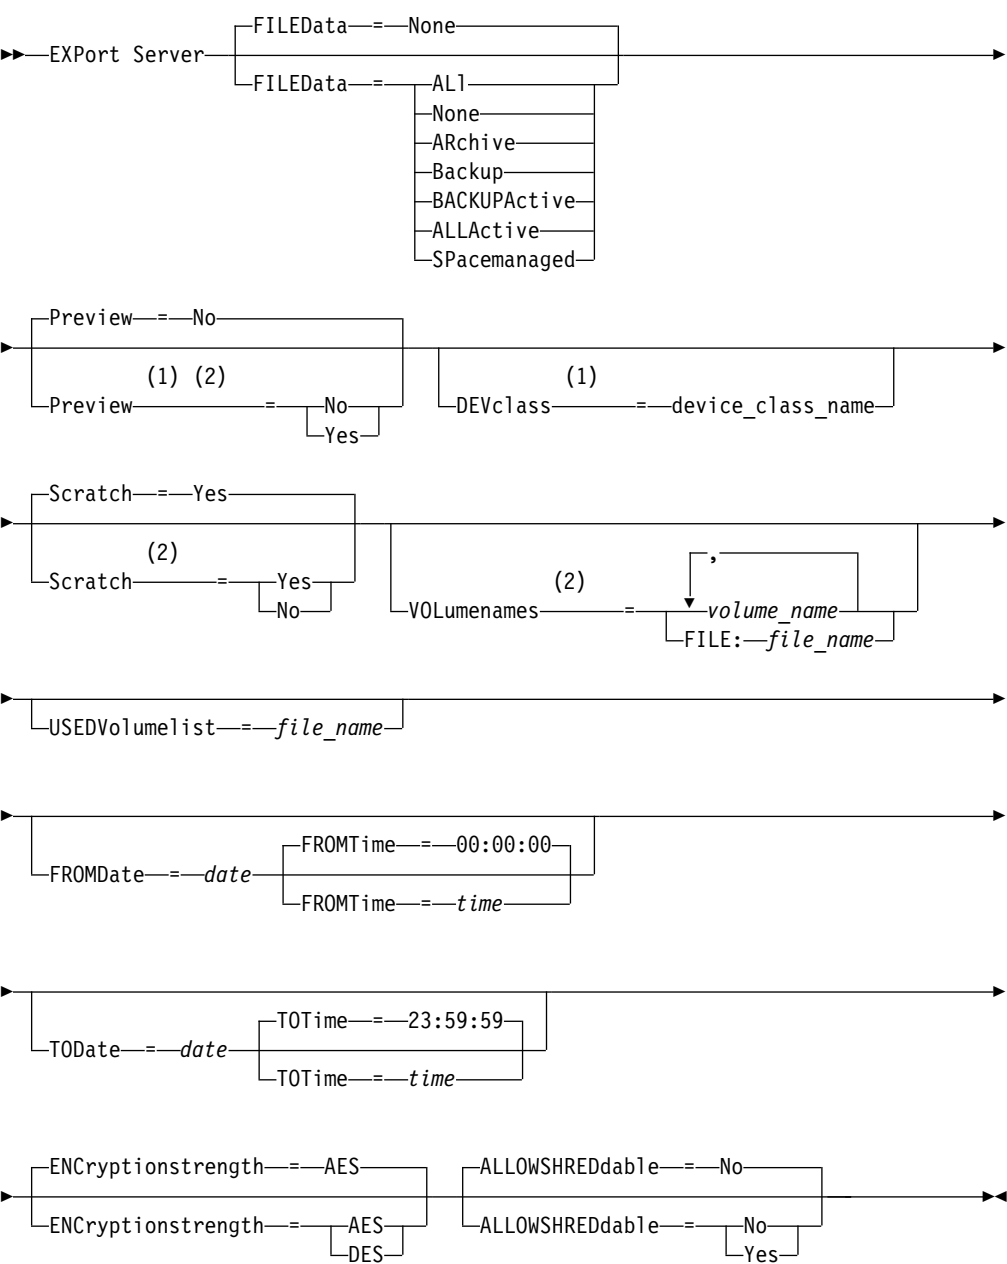 FILEData = None
EXPort Server
FILEData = ALl
None
ARchive
Backup
BACKUPActive
ALLActive
SPacemanaged
Preview = No
(1) (2) (1)
Preview = No DEVclass = device_class_name
Yes
Scratch = Yes
(2) ,
Scratch = Yes (2)
No VOLumenames = volume_name
FILE: file_name
USEDVolumelist = file_name
FROMTime = 00:00:00
FROMDate = date
FROMTime = time
TOTime = 23:59:59
TODate = date
TOTime = time
ENCryptionstrength = AES ALLOWSHREDdable = No
ENCryptionstrength = AES ALLOWSHREDdable = No
DES Yes